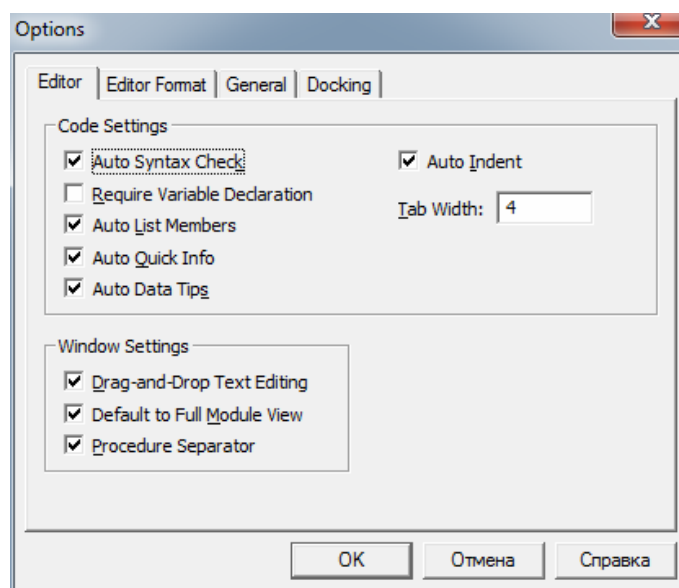 Options
Editor Editor Format General Docking
Code Settings
Auto Syntax Check
Require Variable Declaration
Auto List Members
Auto Quick Info
Auto Data Tips
Auto Indent
Tab Width: 4
Window Settings
Drag-and-Drop Text Editing
Default to Full Module View
Procedure Separator
OK Отмена Справка